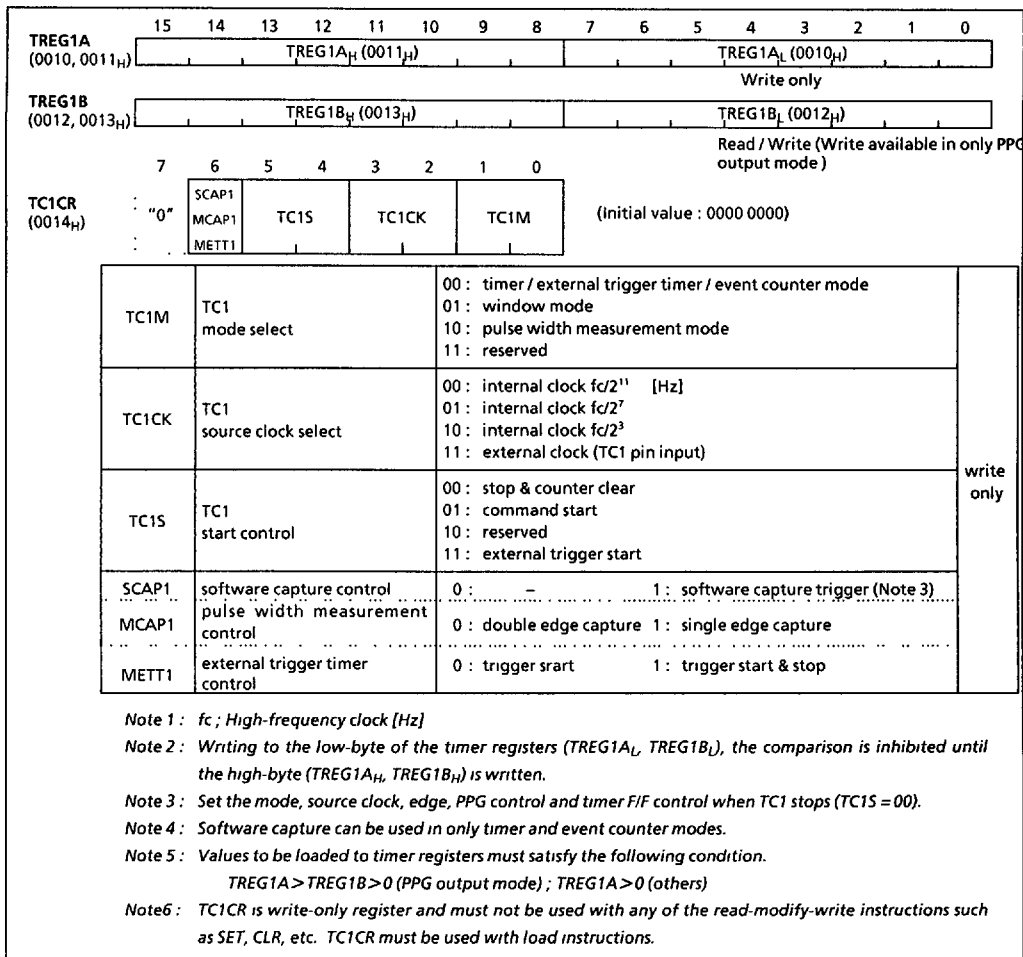 15 14 13 12 11 10 9 8 7 6 5 4 3 2 1 0
TREG1A
(0010, 0011H)
TREG1AH (0011H) TREG1AL (0010H)
Write only
TREG1B
(0012, 0013H)
TREG1BH (0013H) TREG1BL (0012H)
Read / Write (Write available in only PPG
output mode )
7 6 5 4 3 2 1 0
TC1CR
(0014H)
"0"
SCAP1
MCAP1
METT1
TC1S TC1CK TC1M
(Initial value : 0000 0000)
TC1M
TC1
mode select
00 : timer / external trigger timer / event counter mode
01 : window mode
10 : pulse width measurement mode
11 : reserved
TC1CK
TC1
source clock select
00 : internal clock fc/2¹¹ [Hz]
01 : internal clock fc/2⁷
10 : internal clock fc/2³
11 : external clock (TC1 pin input)
TC1S
TC1
start control
00 : stop & counter clear
01 : command start
10 : reserved
11 : external trigger start
write
only
SCAP1 software capture control 0 : – 1 : software capture trigger (Note 3)
MCAP1
pulse width measurement
control
0 : double edge capture 1 : single edge capture
METT1
external trigger timer
control
0 : trigger srart 1 : trigger start & stop
Note 1 : fc ; High-frequency clock [Hz]
Note 2 : Writing to the low-byte of the timer registers (TREG1AL, TREG1BL), the comparison is inhibited until
the high-byte (TREG1AH, TREG1BH) is written.
Note 3 : Set the mode, source clock, edge, PPG control and timer F/F control when TC1 stops (TC1S = 00).
Note 4 : Software capture can be used in only timer and event counter modes.
Note 5 : Values to be loaded to timer registers must satisfy the following condition.
TREG1A > TREG1B > 0 (PPG output mode) ; TREG1A > 0 (others)
Note6 : TC1CR is write-only register and must not be used with any of the read-modify-write instructions such
as SET, CLR, etc. TC1CR must be used with load instructions.